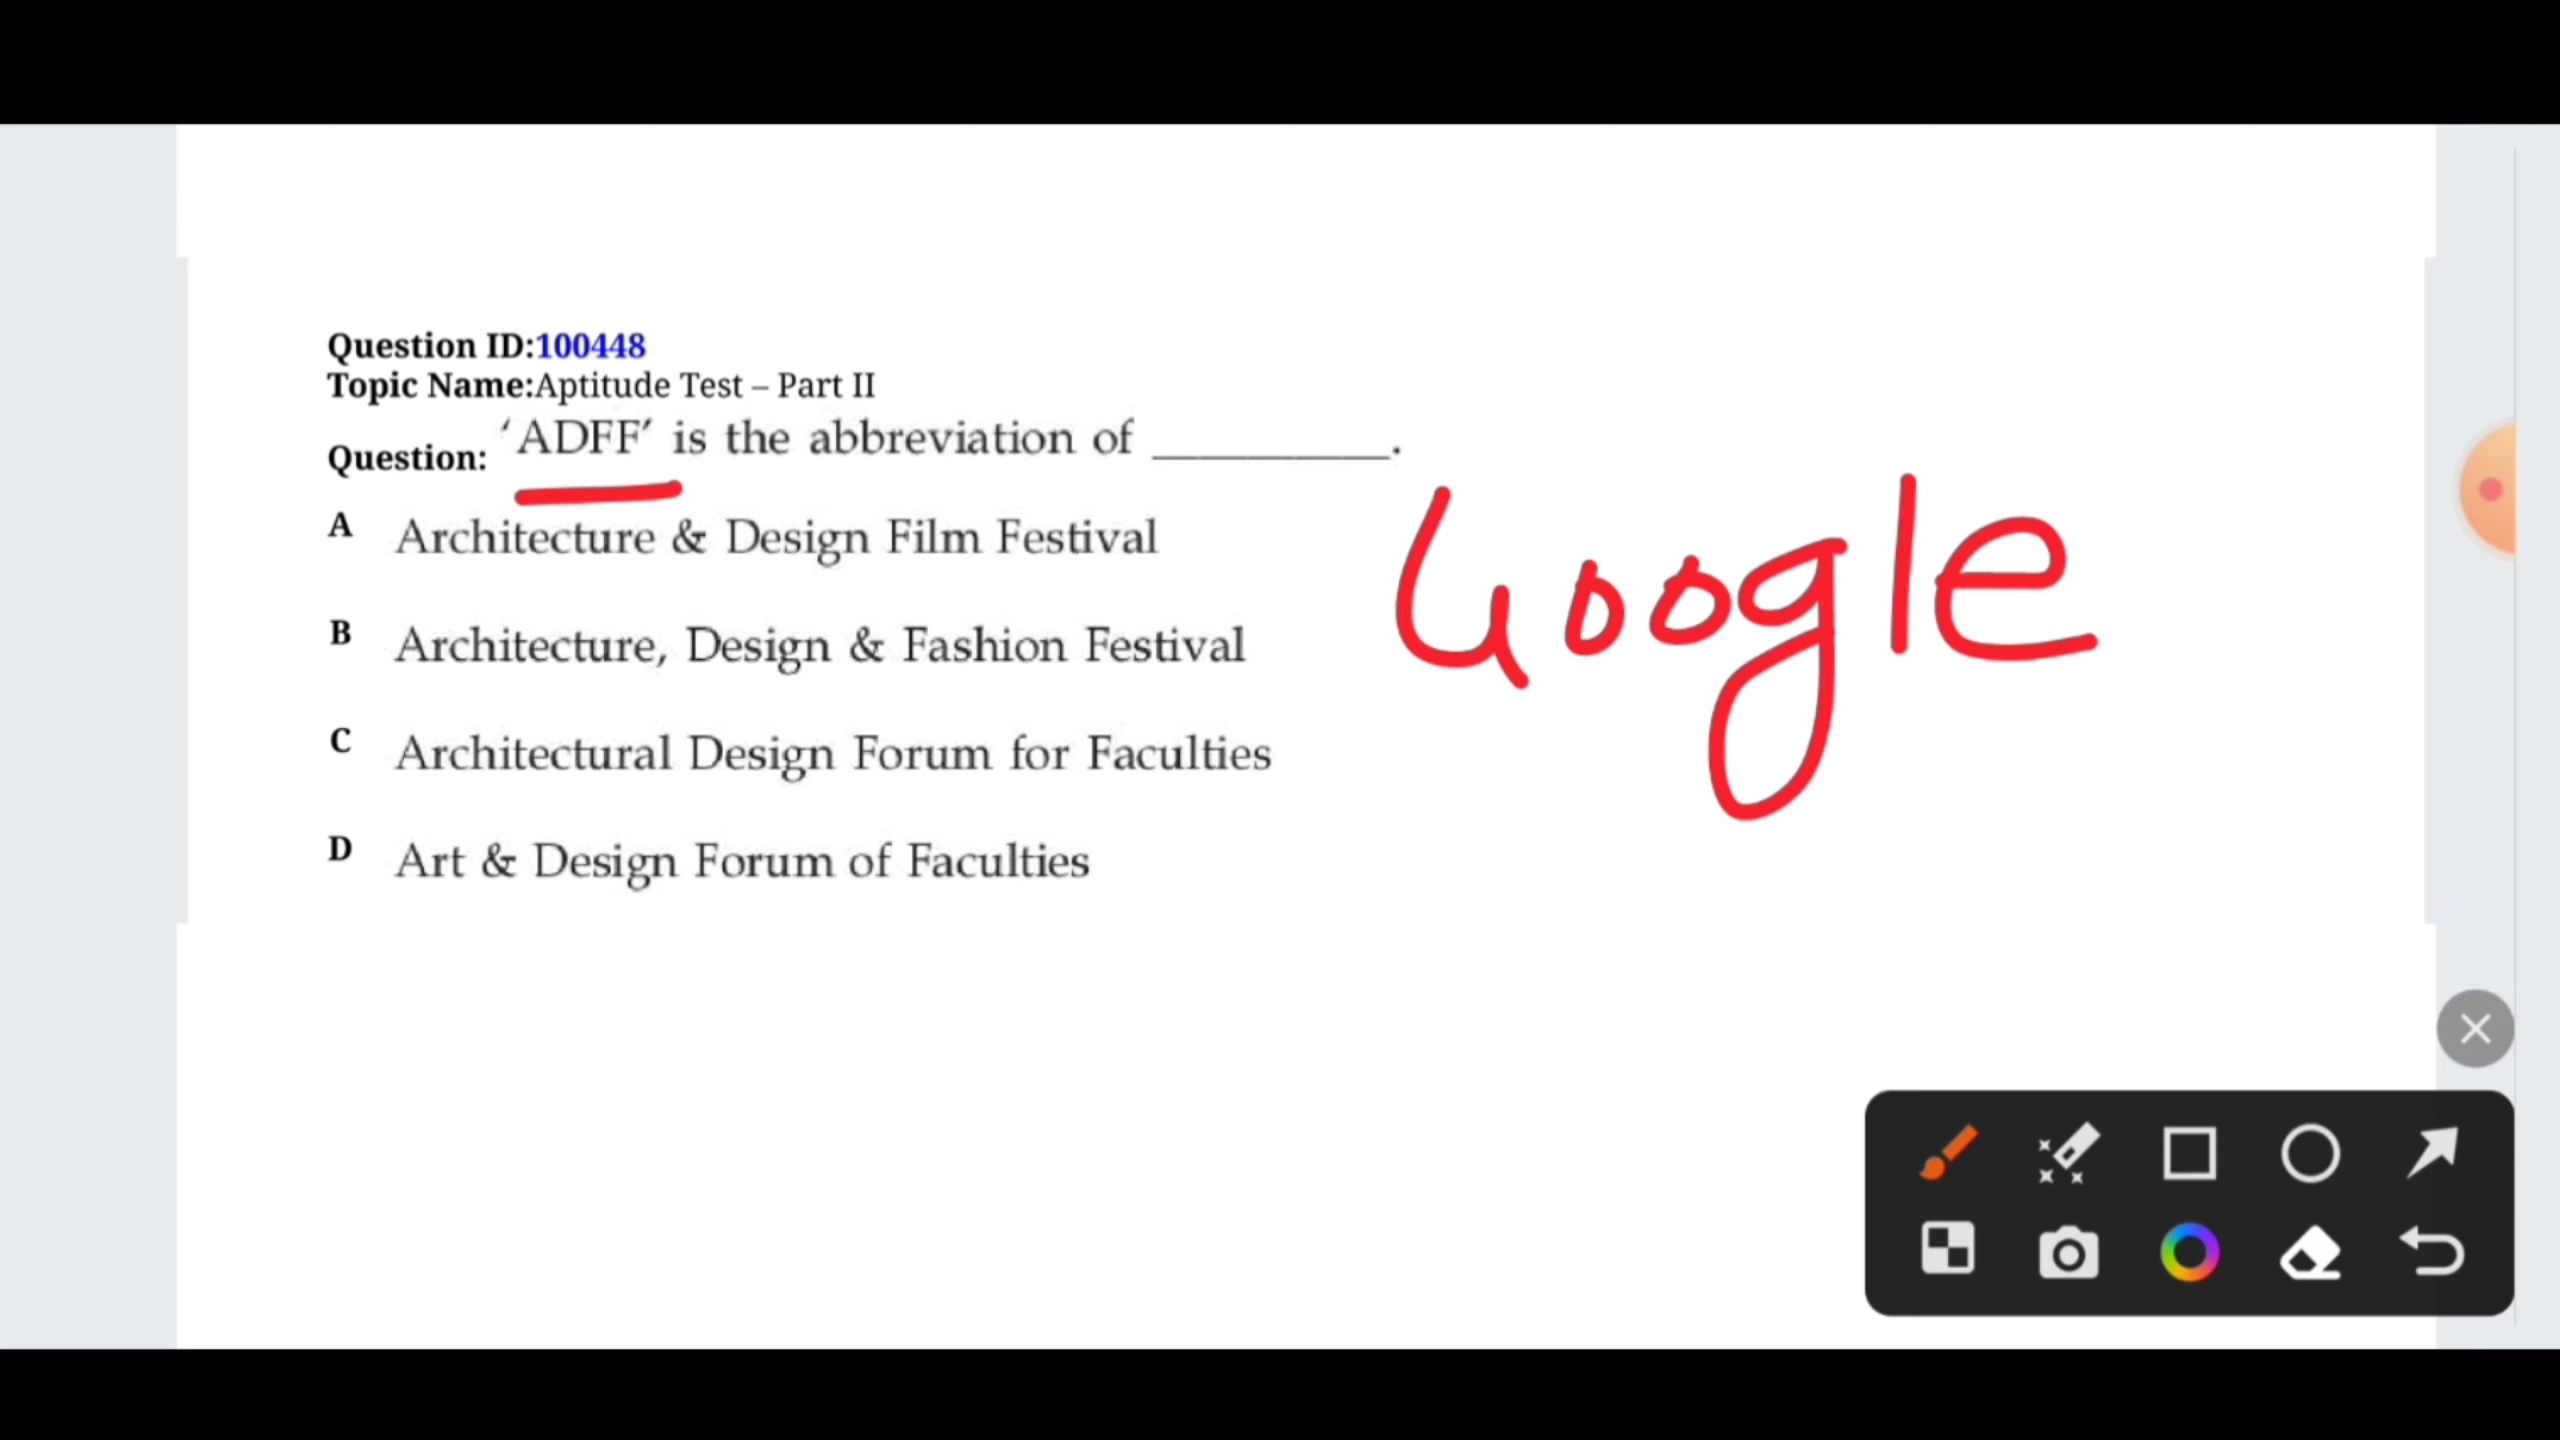 Question ID:100448
Topic Name:Aptitude Test – Part II
Question: 'ADFF' is the abbreviation of __________.
A Architecture & Design Film Festival
Google
B Architecture, Design & Fashion Festival
C Architectural Design Forum for Faculties
D Art & Design Forum of Faculties